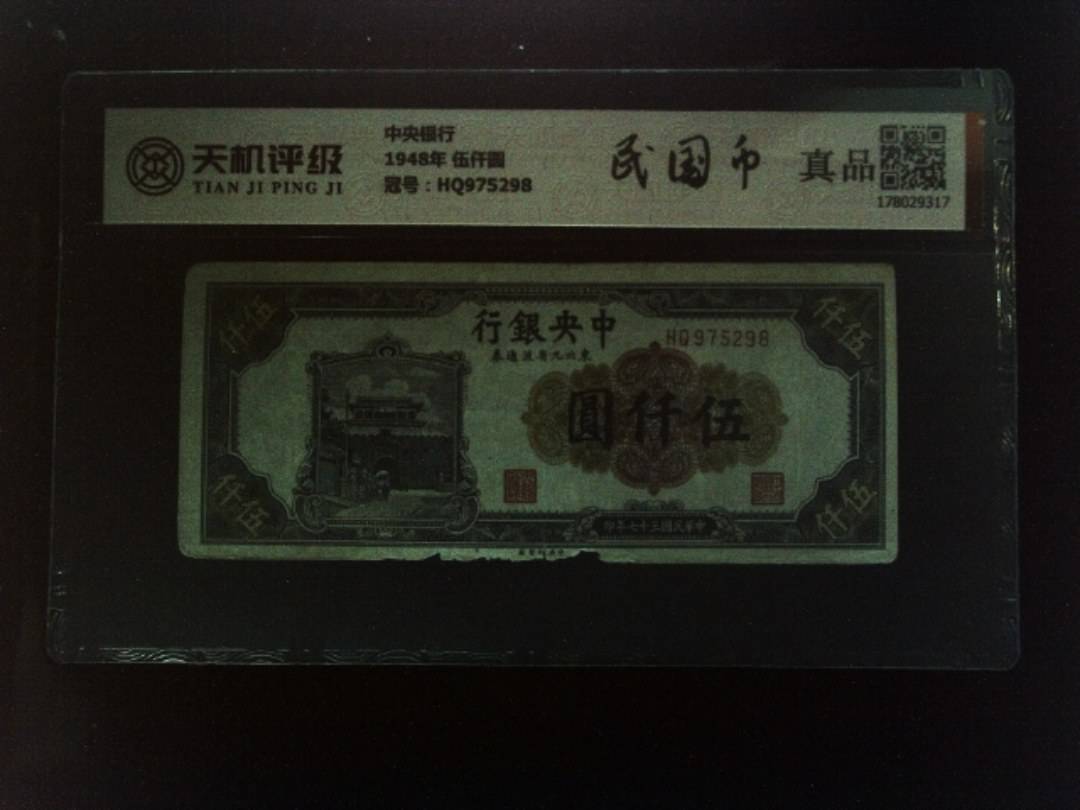 天机评级
TIAN JI PING JI
中央银行
1948年 伍仟圆
冠号：HQ975298
民国币
真品
178029317
行銀央中
HQ975298
券通流省九北東
圓仟伍
仟伍
仟伍
仟伍
仟伍
印年七十三國民華中